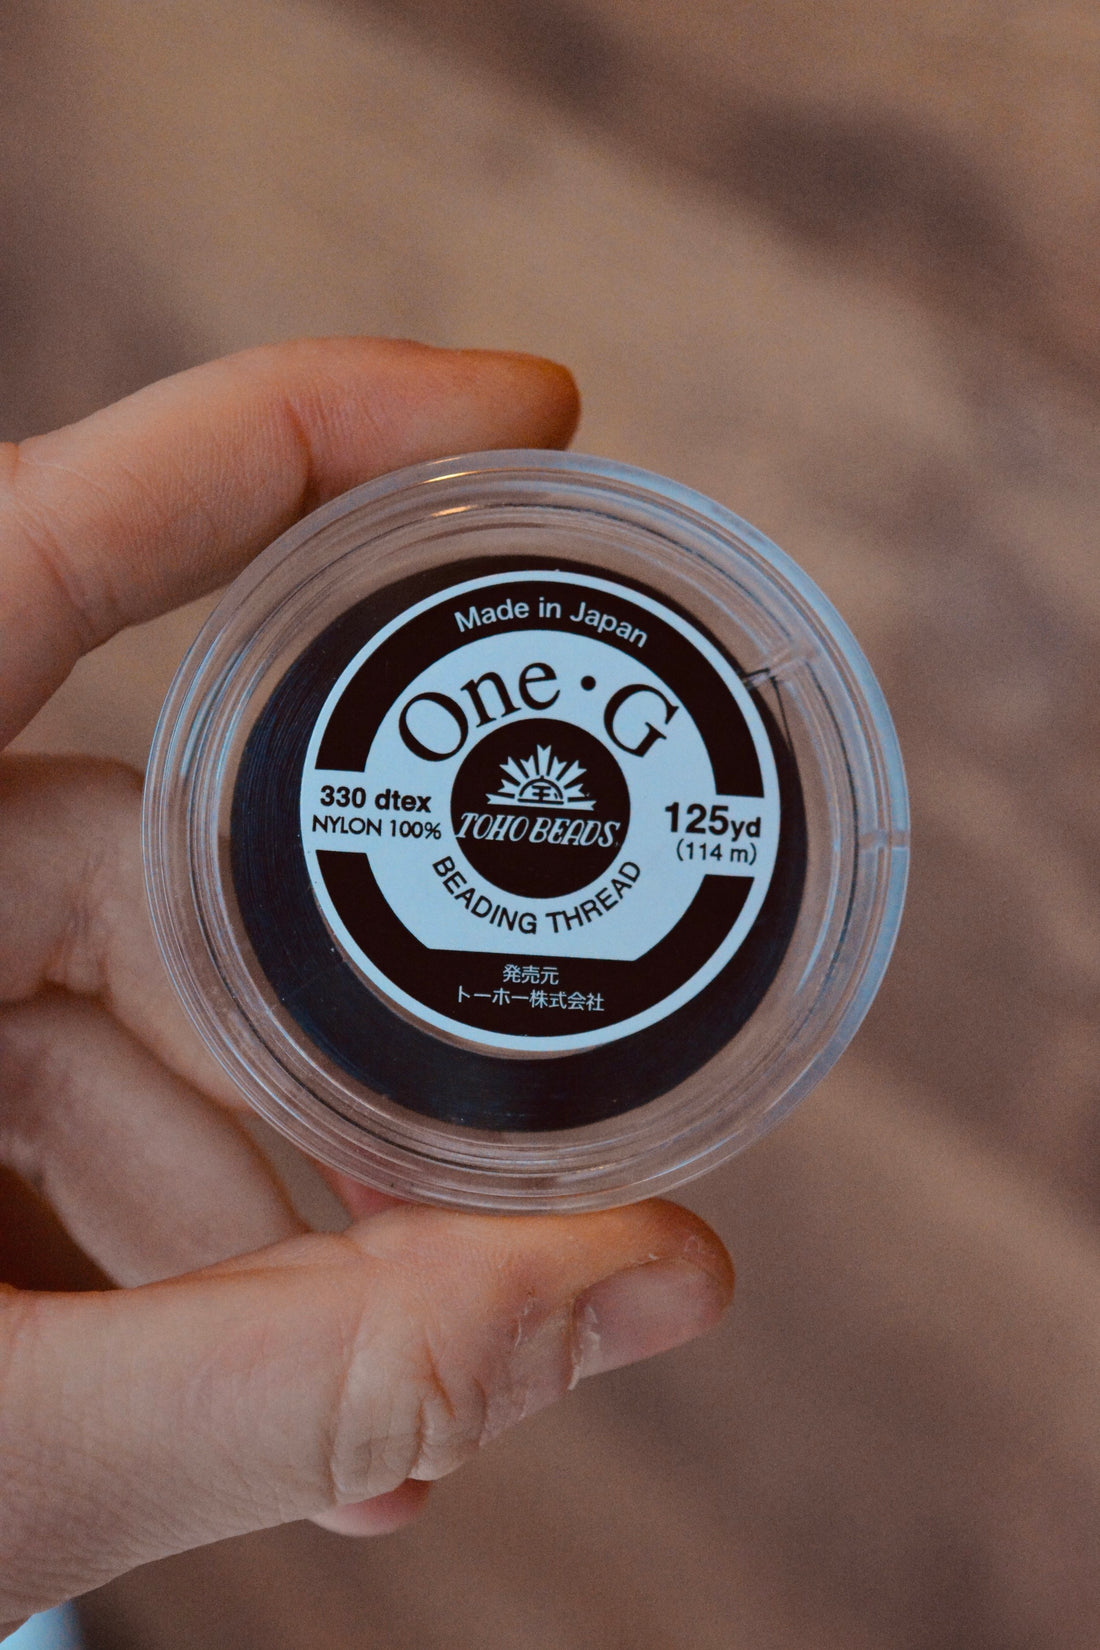 Made in Japan
One·G
330 dtex
NYLON 100%
TOHO BEADS
125yd
(114 m)
BEADING THREAD
発売元
トーホー株式会社